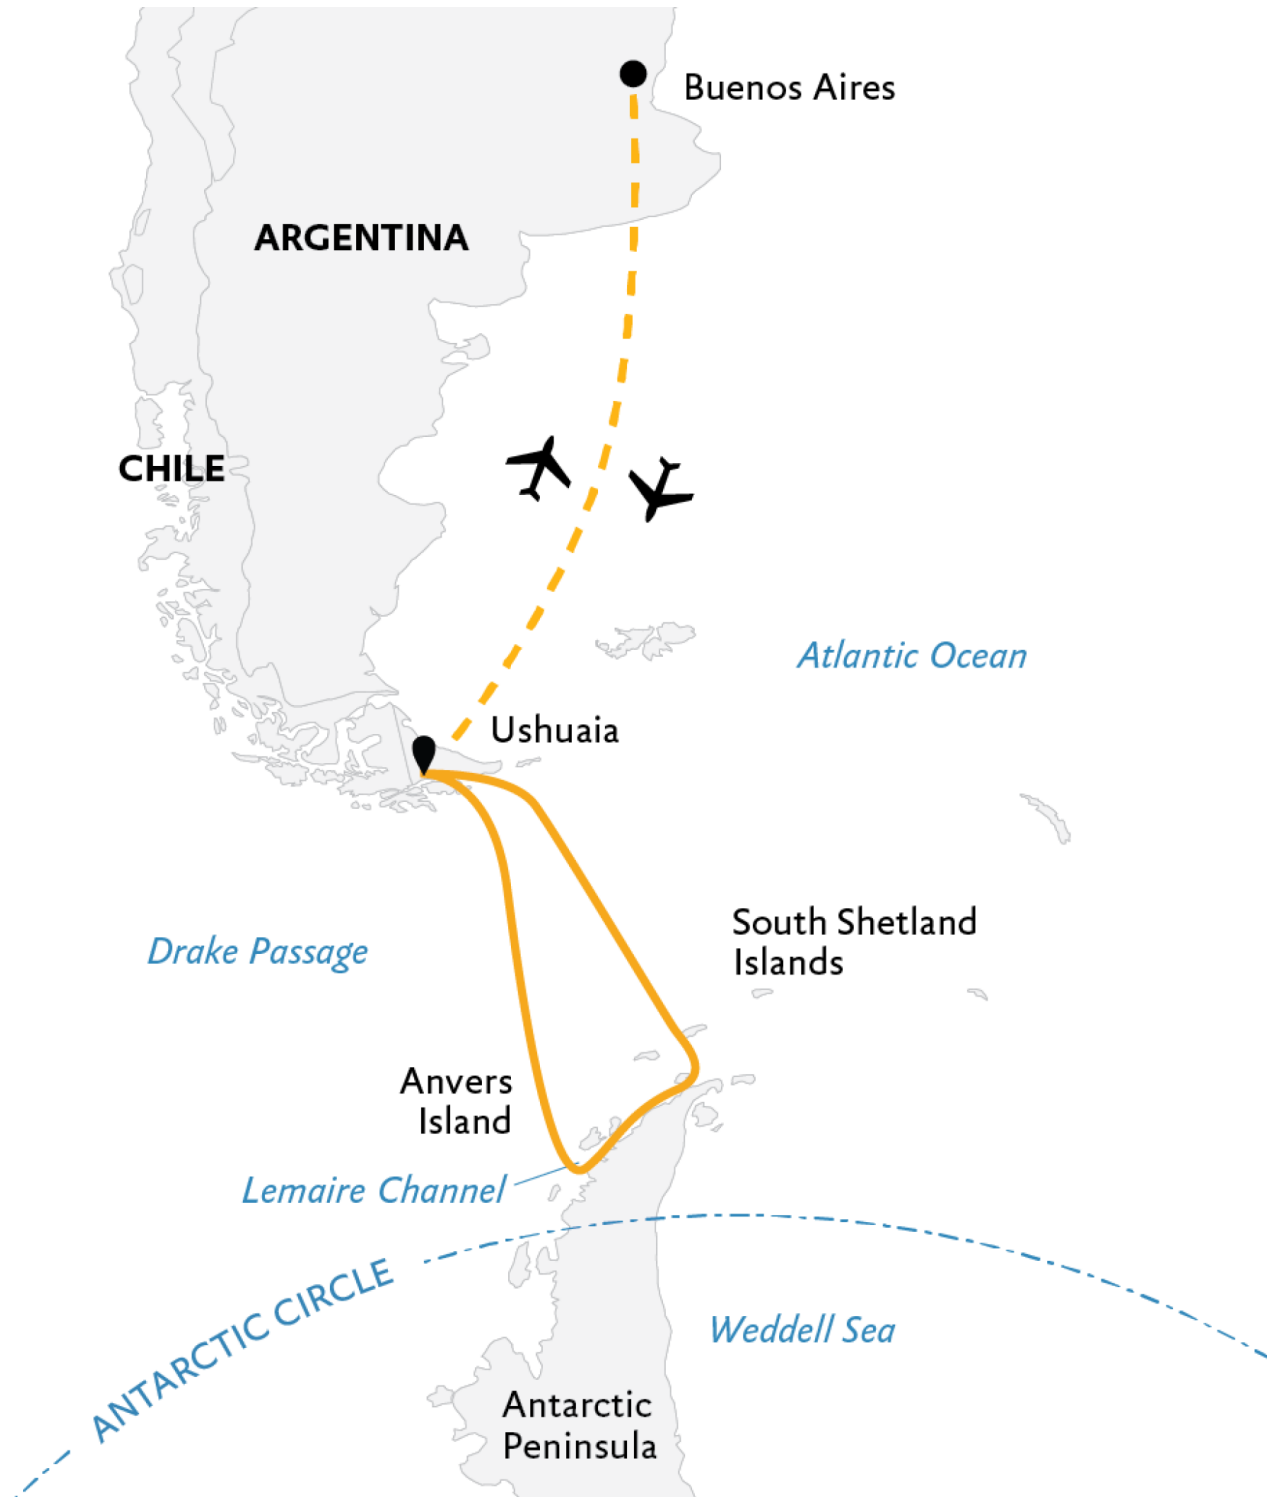 Buenos Aires
ARGENTINA
CHILE
Atlantic Ocean
Ushuaia
South Shetland
Islands
Drake Passage
Anvers
Island
Lemaire Channel
ANTARCTIC CIRCLE
Weddell Sea
Antarctic
Peninsula